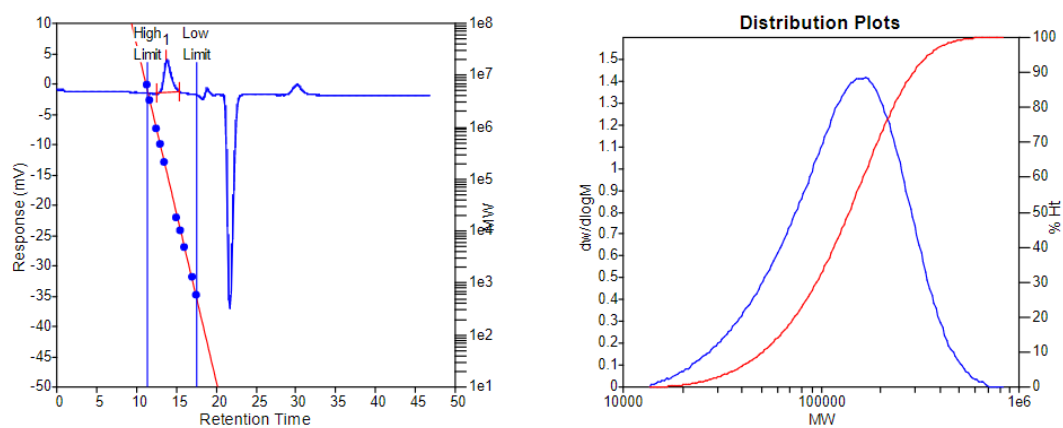 10
5
0
-5
-10
-15
-20
-25
-30
-35
-40
-45
-50
Response (mV)
High
Limit
1
Low
Limit
1e8
1e7
1e6
1e5
1e4
1e3
1e2
1e1
MW
0 5 10 15 20 25 30 35 40 45 50
Retention Time
Distribution Plots
1.5
1.4
1.3
1.2
1.1
1
0.9
0.8
0.7
0.6
0.5
0.4
0.3
0.2
0.1
0
dw/dlogM
100
90
80
70
60
50
40
30
20
10
0
% Ht
10000 100000 1e6
MW